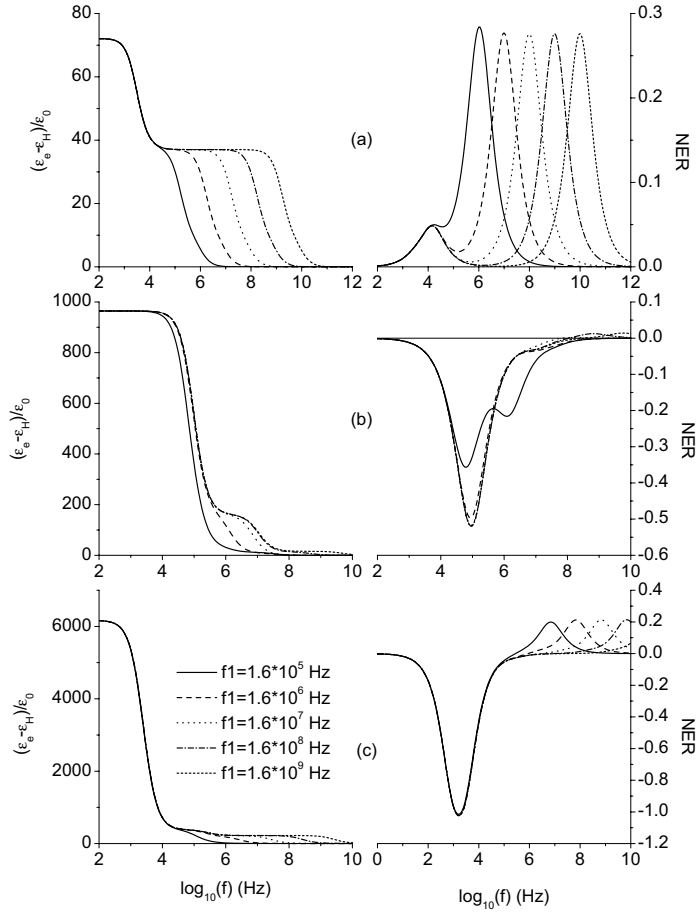 80
60
40
20
0
(ε_e-ε_H)/ε_0
2 4 6 8 10 12
(a)
0.3
0.2
0.1
0.0
NER
2 4 6 8 10 12
1000
800
600
400
200
0
(ε_e-ε_H)/ε_0
2 4 6 8 10
(b)
0.1
0.0
-0.1
-0.2
-0.3
-0.4
-0.5
-0.6
NER
2 4 6 8 10
6000
4000
2000
0
(ε_e-ε_H)/ε_0
f1=1.6*10^5 Hz
f1=1.6*10^6 Hz
f1=1.6*10^7 Hz
f1=1.6*10^8 Hz
f1=1.6*10^9 Hz
2 4 6 8 10
log_10(f) (Hz)
(c)
0.4
0.2
0.0
-0.2
-0.4
-0.6
-0.8
-1.0
-1.2
NER
0 2 4 6 8 10
log_10(f) (Hz)